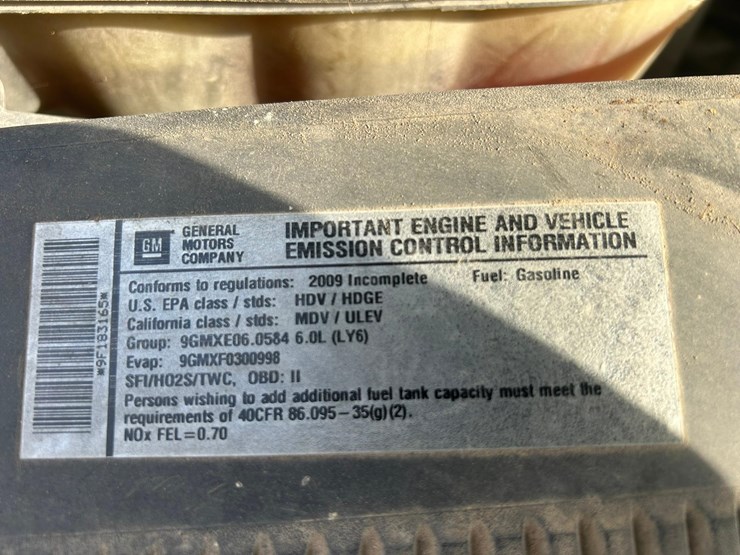 GM
GENERAL
MOTORS
COMPANY
IMPORTANT ENGINE AND VEHICLE
EMISSION CONTROL INFORMATION
Conforms to regulations: 2009 Incomplete Fuel: Gasoline
U.S. EPA class / stds: HDV / HDGE
California class / stds: MDV / ULEV
Group: 9GMXE06.0584 6.0L (LY6)
Evap: 9GMXF0300998
SFI/HO2S/TWC, OBD: II
Persons wishing to add additional fuel tank capacity must meet the
requirements of 40CFR 86.095-35(g)(2).
NOx FEL=0.70
*9F183165*